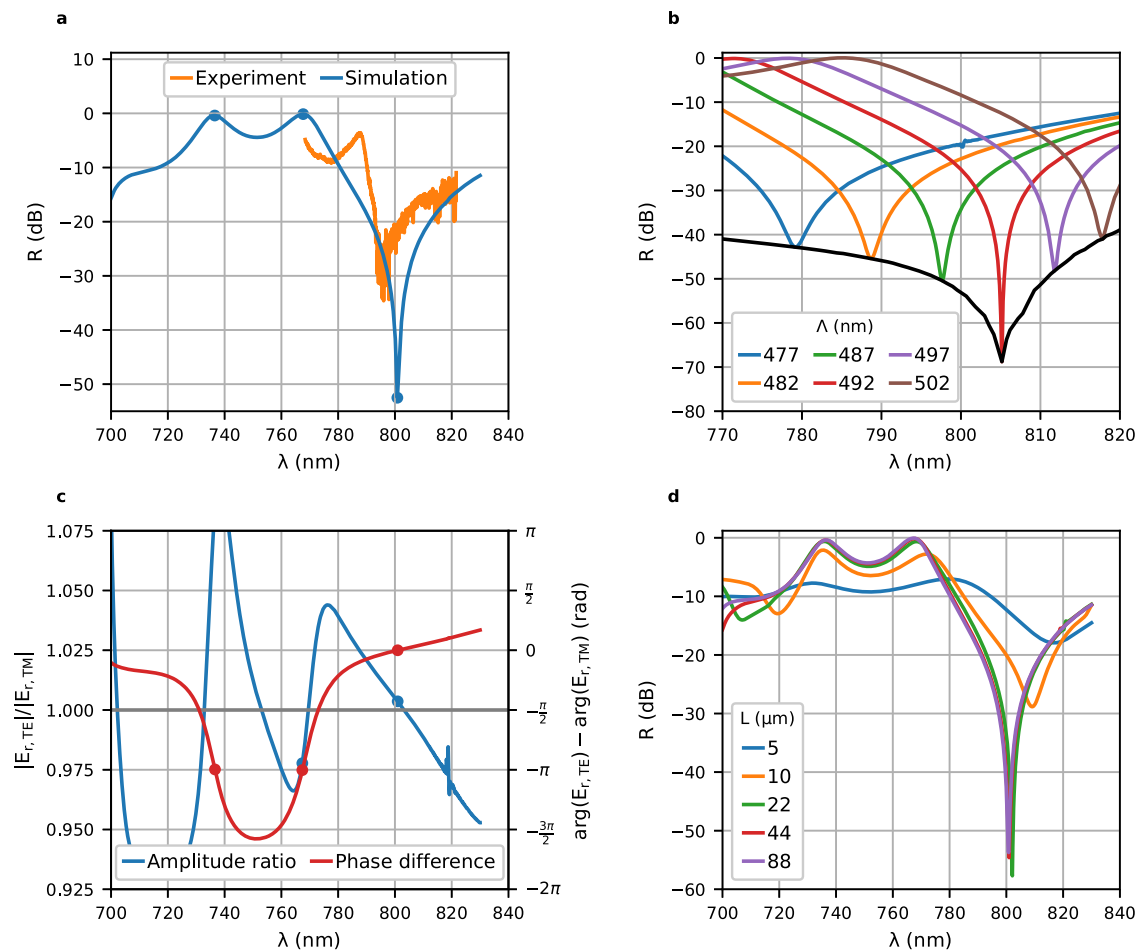 a
10
0
−10
−20
−30
−40
−50
R (dB)
Experiment Simulation
700 720 740 760 780 800 820 840
λ (nm)
b
0
−10
−20
−30
−40
−50
−60
−70
−80
R (dB)
Λ (nm)
477 487 497
482 492 502
770 780 790 800 810 820
λ (nm)
c
1.075
1.050
1.025
1.000
0.975
0.950
0.925
|E_r, TE|/|E_r, TM|
π
π/2
0
−π/2
−π
−3π/2
−2π
arg(E_r, TE) − arg(E_r, TM) (rad)
Amplitude ratio Phase difference
700 720 740 760 780 800 820 840
λ (nm)
d
0
−10
−20
−30
−40
−50
−60
R (dB)
L (μm)
5
10
22
44
88
700 720 740 760 780 800 820 840
λ (nm)